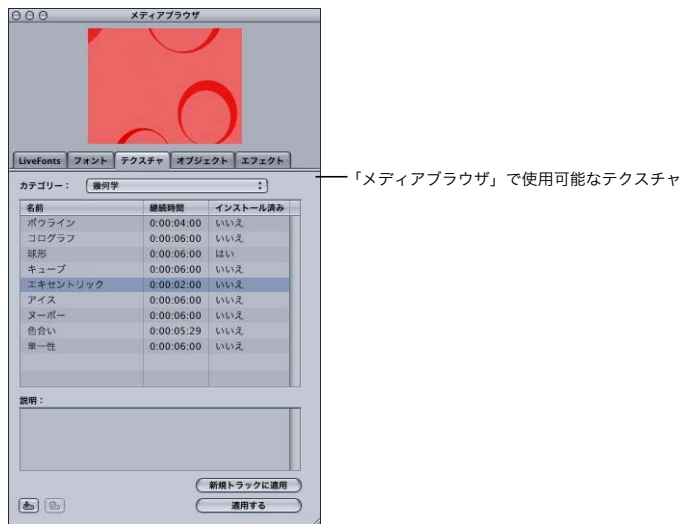 メディアブラウザ
LiveFonts フォント テクスチャ オブジェクト エフェクト
カテゴリー： 幾何学
名前 継続時間 インストール済み
ボウライン 0:00:04:00 いいえ
コログラフ 0:00:06:00 いいえ
球形 0:00:06:00 はい
キューブ 0:00:06:00 いいえ
エキセントリック 0:00:02:00 いいえ
アイス 0:00:06:00 いいえ
ヌーボー 0:00:06:00 いいえ
色合い 0:00:05:29 いいえ
単一性 0:00:06:00 いいえ
説明：
新規トラックに適用
適用する
「メディアブラウザ」で使用可能なテクスチャ